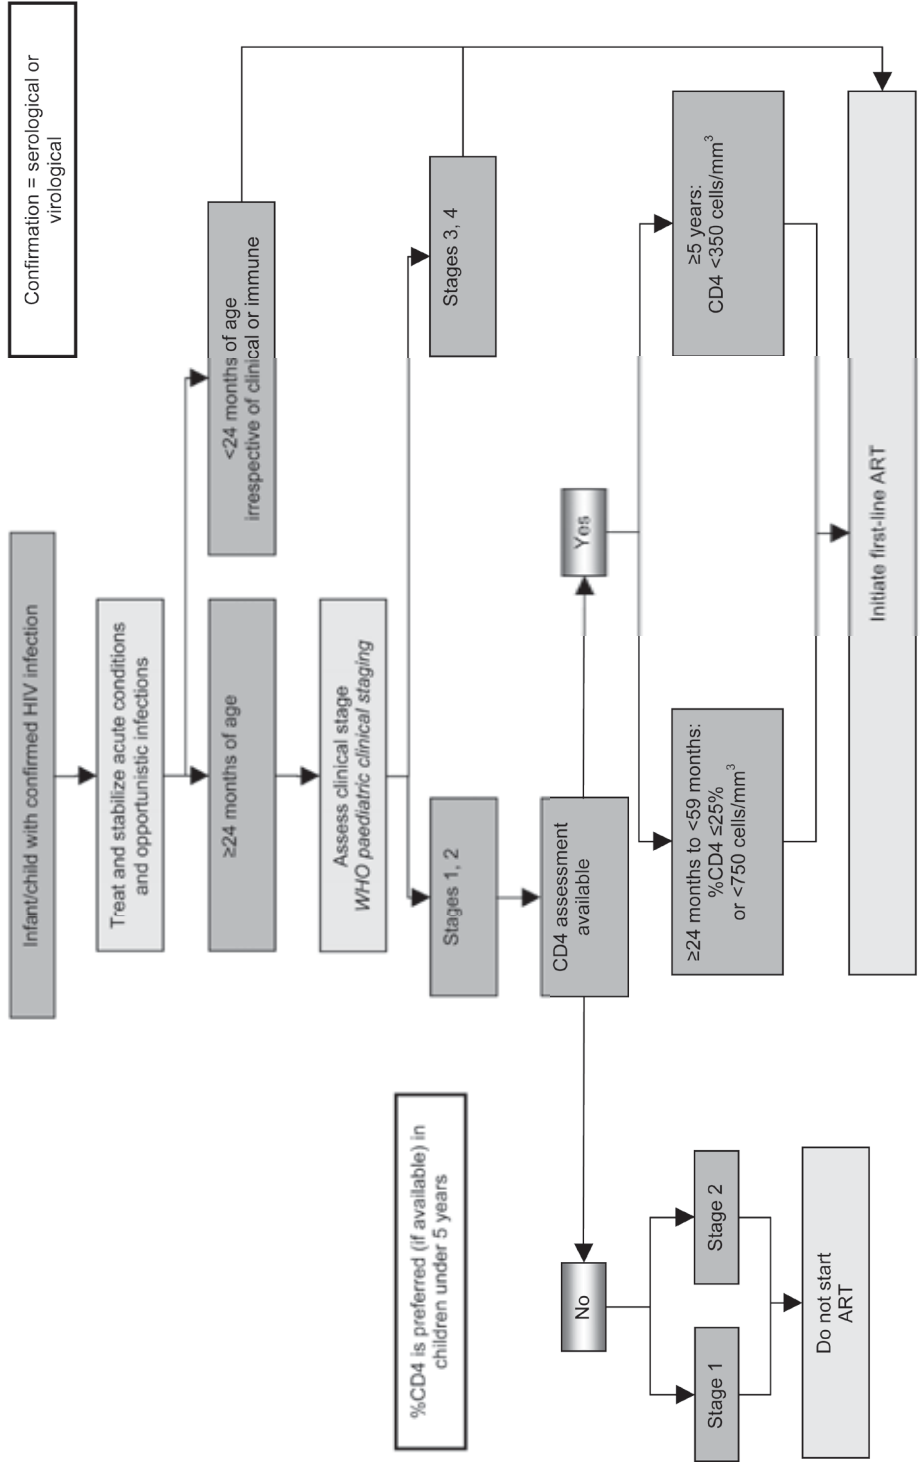 Infant/child with confirmed HIV infection
Confirmation = serological or
virological
Treat and stabilize acute conditions
and opportunistic infections
≥24 months of age
<24 months of age
irrespective of clinical or immune
Assess clinical stage
WHO paediatric clinical staging
%CD4 is preferred (if available) in
children under 5 years
Stages 1, 2
Stages 3, 4
CD4 assessment
available
No
Yes
Stage 1
Stage 2
≥24 months to <59 months:
%CD4 ≤25%
or <750 cells/mm³
≥5 years:
CD4 <350 cells/mm³
Do not start
ART
Initiate first-line ART